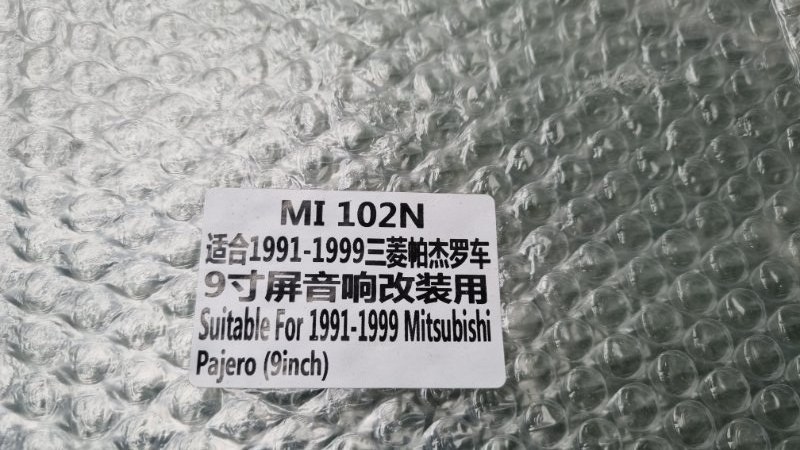 MI 102N
适合1991-1999三菱帕杰罗车
9寸屏音响改装用
Suitable For 1991-1999 Mitsubishi
Pajero (9inch)